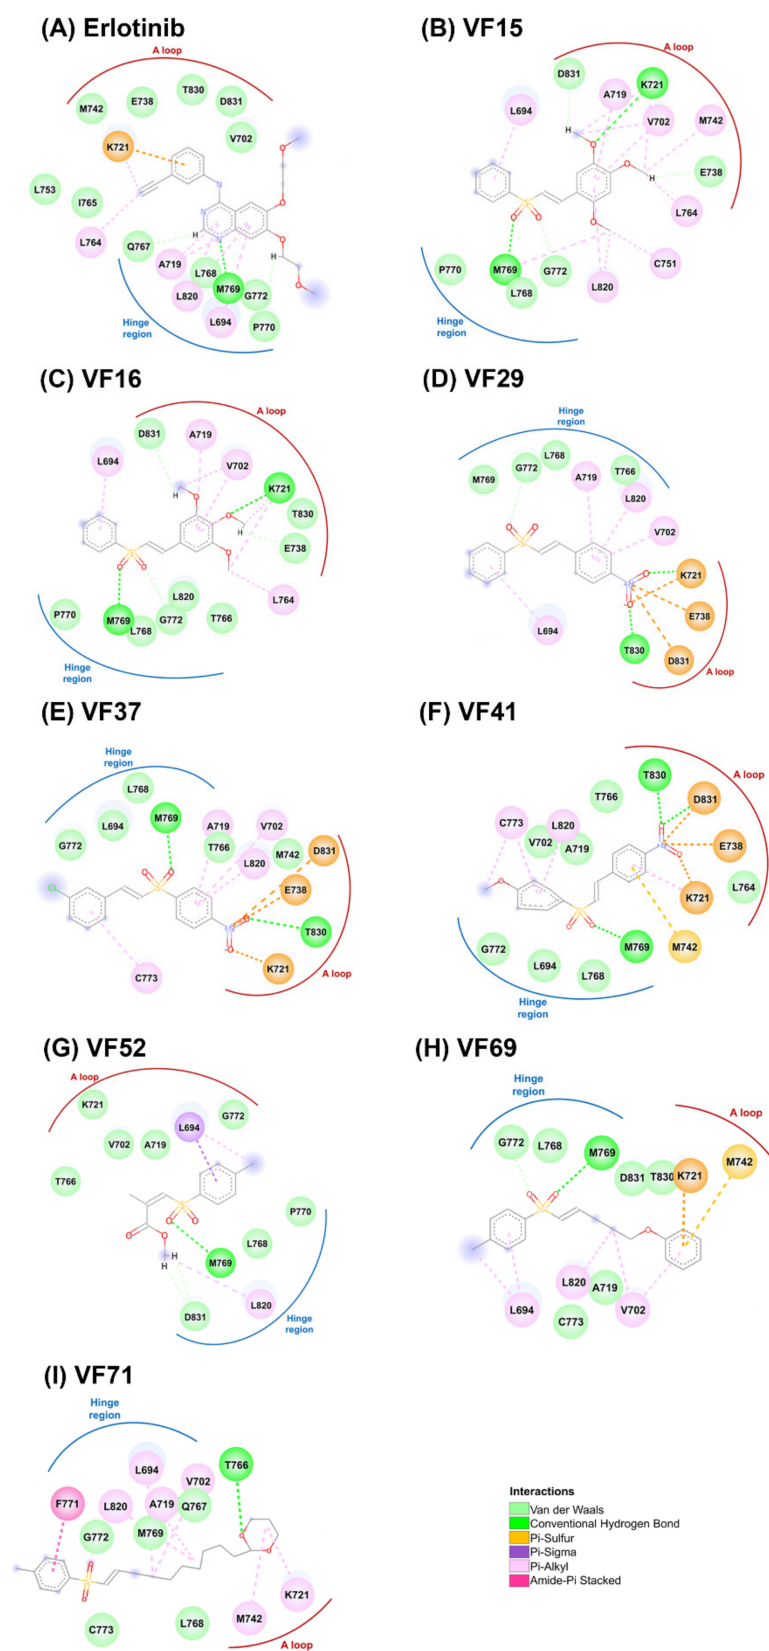 (A) Erlotinib
A loop
T830
E738
D831
M742
V702
K721
L753
I765
L764
N
N
N
H
H
O
O
O
O
Q767
A719
L768
M769
G772
L820
L694
P770
Hinge
region
(B) VF15
A loop
D831
K721
A719
L694
V702
M742
H
O
O
H
E738
S
O
O
O
L764
P770
M769
G772
C751
L768
L820
Hinge
region
(C) VF16
A loop
D831
A719
L694
V702
K721
H
O
T830
O
H
E738
S
O
O
O
L764
L820
P770
M769
L768
G772
T766
Hinge
region
(D) VF29
Hinge
region
L768
G772
T766
M769
A719
L820
V702
O
O
S
N+
O
O-
K721
E738
L694
T830
D831
A loop
(E) VF37
Hinge
region
L768
M769
L694
A719
V702
G772
T766
M742
D831
L820
Cl
O
O
S
E738
N+
O
O
T830
K721
C773
A loop
(F) VF41
A loop
T830
T766
D831
C773
L820
V702
A719
E738
O
N+
O
O
K721
L764
S
O
O
G772
M769
M742
L694
L768
Hinge
region
(G) VF52
A loop
K721
G772
L694
V702
A719
T766
S
O
O
P770
O
O
L768
M769
H
H
L820
D831
Hinge
region
(H) VF69
Hinge
region
A loop
G772
L768
M769
M742
D831
T830
K721
O
O
S
O
L820
A719
L694
V702
C773
(I) VF71
Hinge
region
T766
L694
V702
F771
L820
A719
Q767
M769
G772
O
O
O
S
O
K721
M742
C773
L768
A loop
Interactions
Van der Waals
Conventional Hydrogen Bond
Pi-Sulfur
Pi-Sigma
Pi-Alkyl
Amide-Pi Stacked